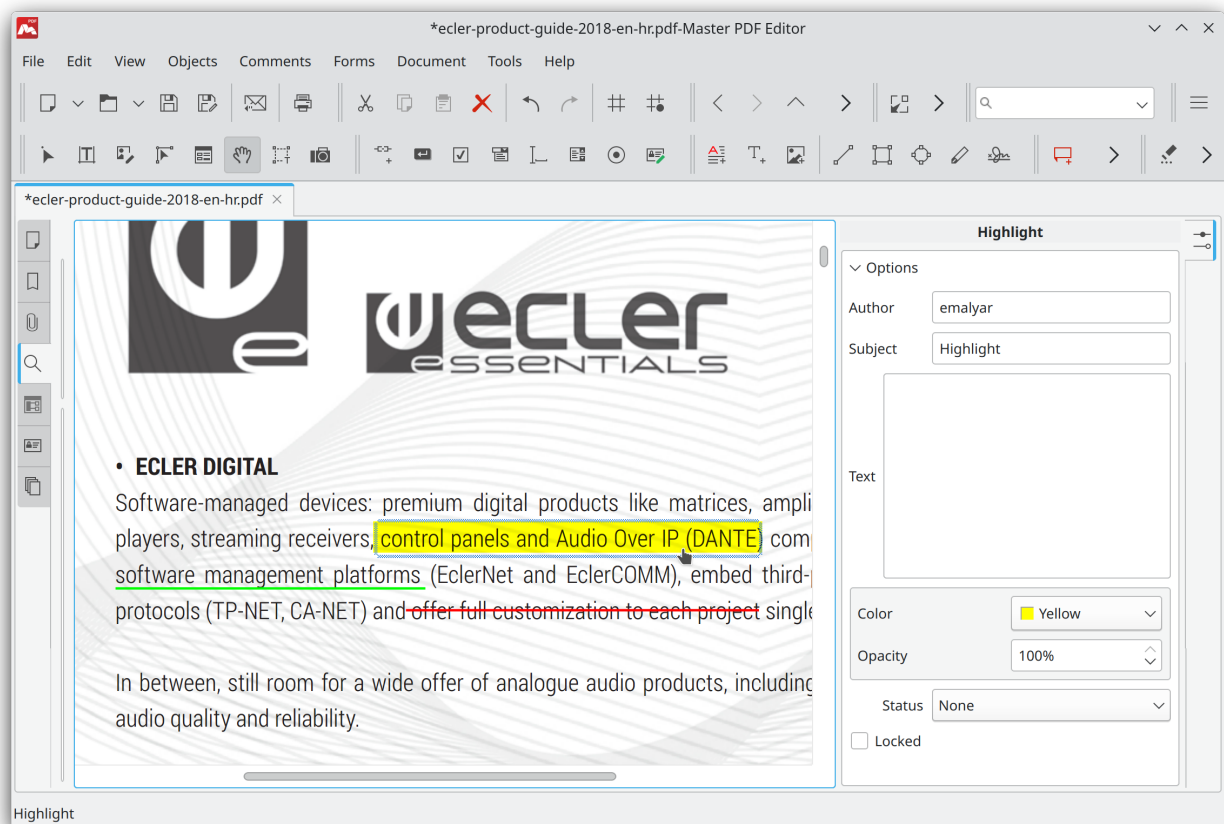 *ecler-product-guide-2018-en-hr.pdf-Master PDF Editor
File Edit View Objects Comments Forms Document Tools Help
*ecler-product-guide-2018-en-hr.pdf
e
ecler
essentials
• ECLER DIGITAL
Software-managed devices: premium digital products like matrices, ampli
players, streaming receivers, control panels and Audio Over IP (DANTE) com
software management platforms (EclerNet and EclerCOMM), embed third-
protocols (TP-NET, CA-NET) and offer full customization to each project single
In between, still room for a wide offer of analogue audio products, including
audio quality and reliability.
Highlight
Options
Author emalyar
Subject Highlight
Text
Color Yellow
Opacity 100%
Status None
Locked
Highlight